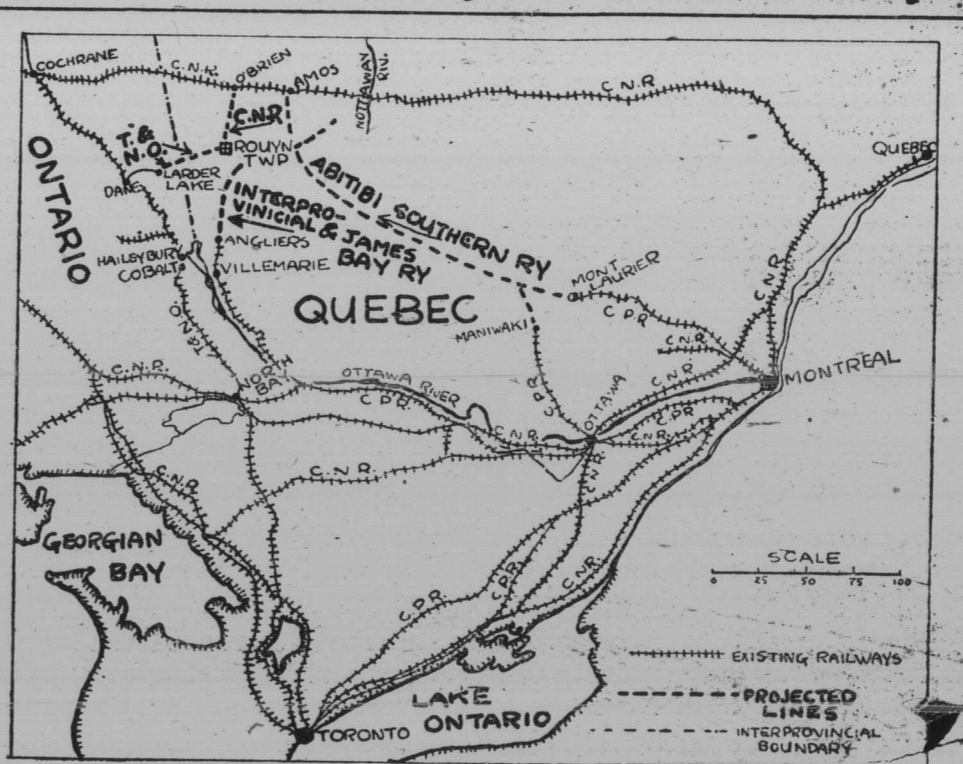 COCHRANE
C.N.R.
O'BRIEN
AMOS
NOTTAWAY
RIV.
C.N.R
QUEBEC
C.N.R
T. &
N.O.
ROUYN
TWP
ONTARIO
DANE
LARDER
LAKE
ABITIBI SOUTHERN RY
INTERPRO-
VINICIAL & JAMES
BAY RY
ANGLIERS
HAILEYBURY
COBALT
VILLEMARIE
MONT
LAURIER
QUEBEC
C.P.R.
C.N.R
MANIWAKI
C.N.R.
T.&N.O.
NORTH
BAY
OTTAWA RIVER
C.P.R.
C.P.R.
OTTAWA
C.N.R.
MONTREAL
C.P.R.
C.N.R.
C.N.R.
C.N.R.
C.N.R.
C.N.R.
GEORGIAN
BAY
SCALE
0 25 50 75 100
C.P.R.
C.P.R.
C.N.R.
EXISTING RAILWAYS
PROJECTED
LINES
INTERPROVINCIAL
BOUNDARY
LAKE
ONTARIO
TORONTO